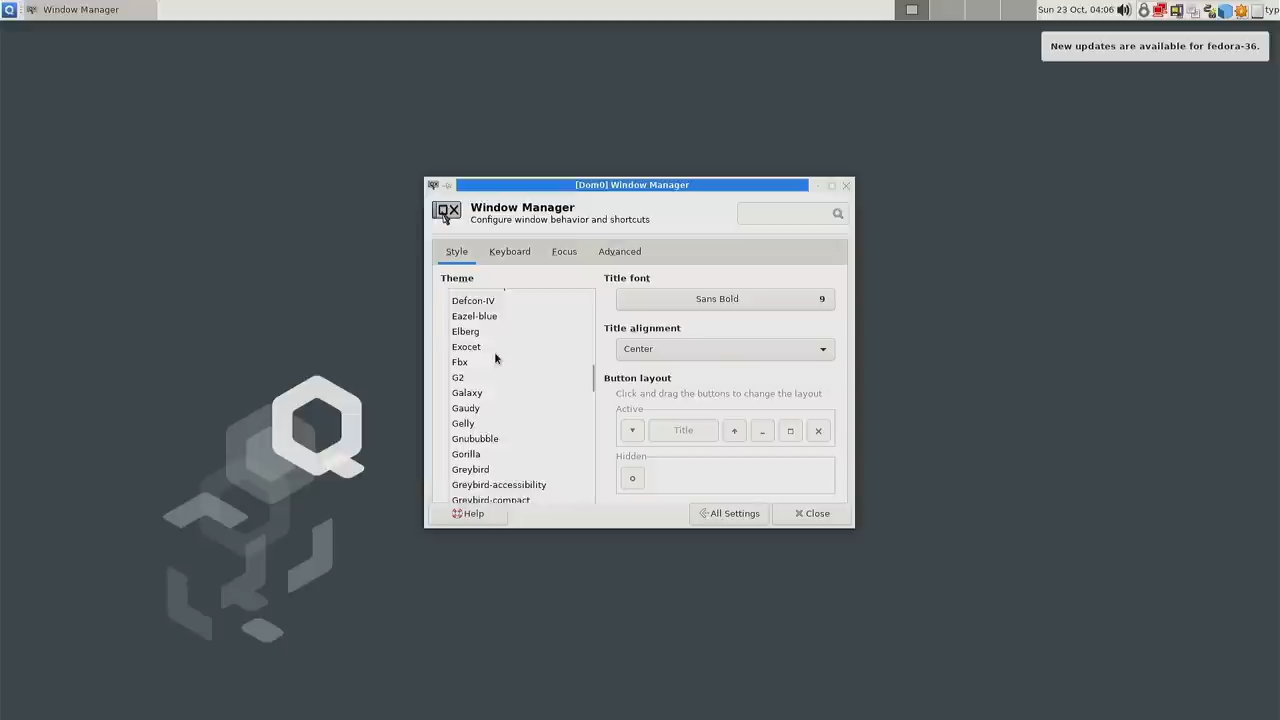 Window Manager
Sun 23 Oct, 04:06
typ
New updates are available for fedora-36.
[Dom0] Window Manager
Window Manager
Configure window behavior and shortcuts
Style Keyboard Focus Advanced
Theme
Defcon-IV
Eazel-blue
Elberg
Exocet
Fbx
G2
Galaxy
Gaudy
Gelly
Gnububble
Gorilla
Greybird
Greybird-accessibility
Greybird-compact
Title font
Sans Bold 9
Title alignment
Center
Button layout
Click and drag the buttons to change the layout
Active
Title
Hidden
Help
All Settings
Close